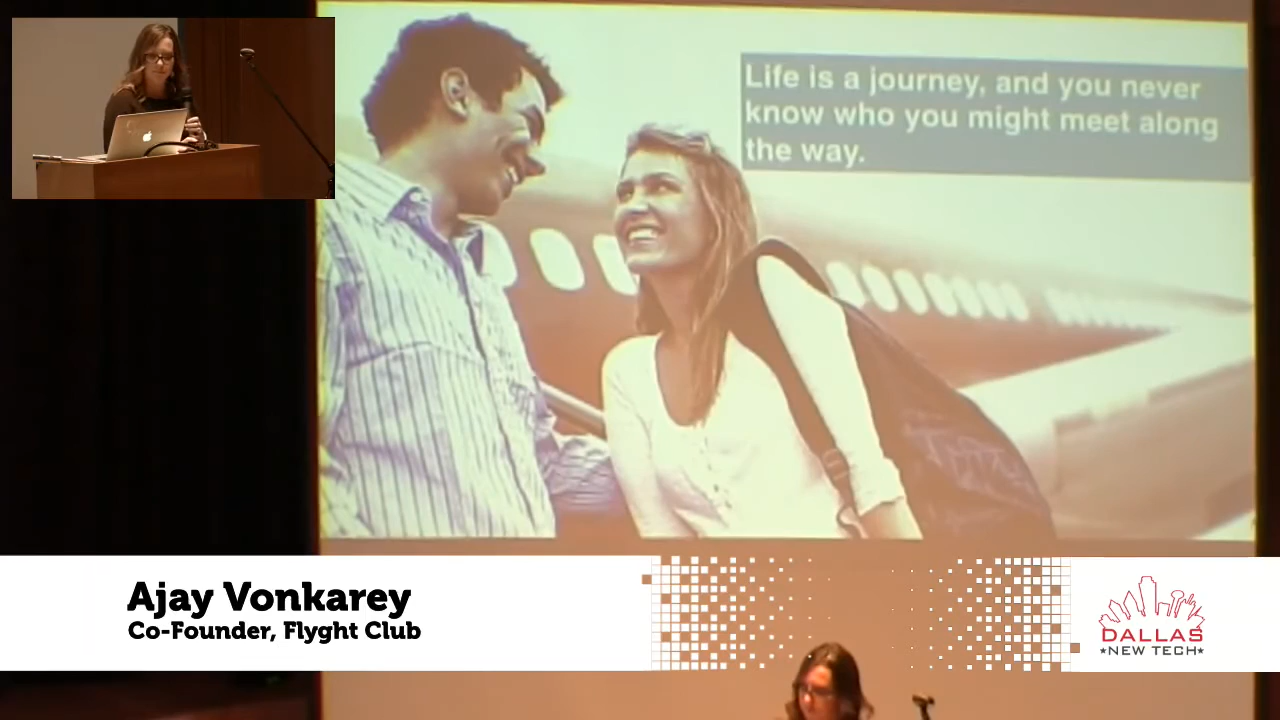 Life is a journey, and you never
know who you might meet along
the way.
Ajay Vonkarey
Co-Founder, Flyght Club
DALLAS
★NEW TECH★